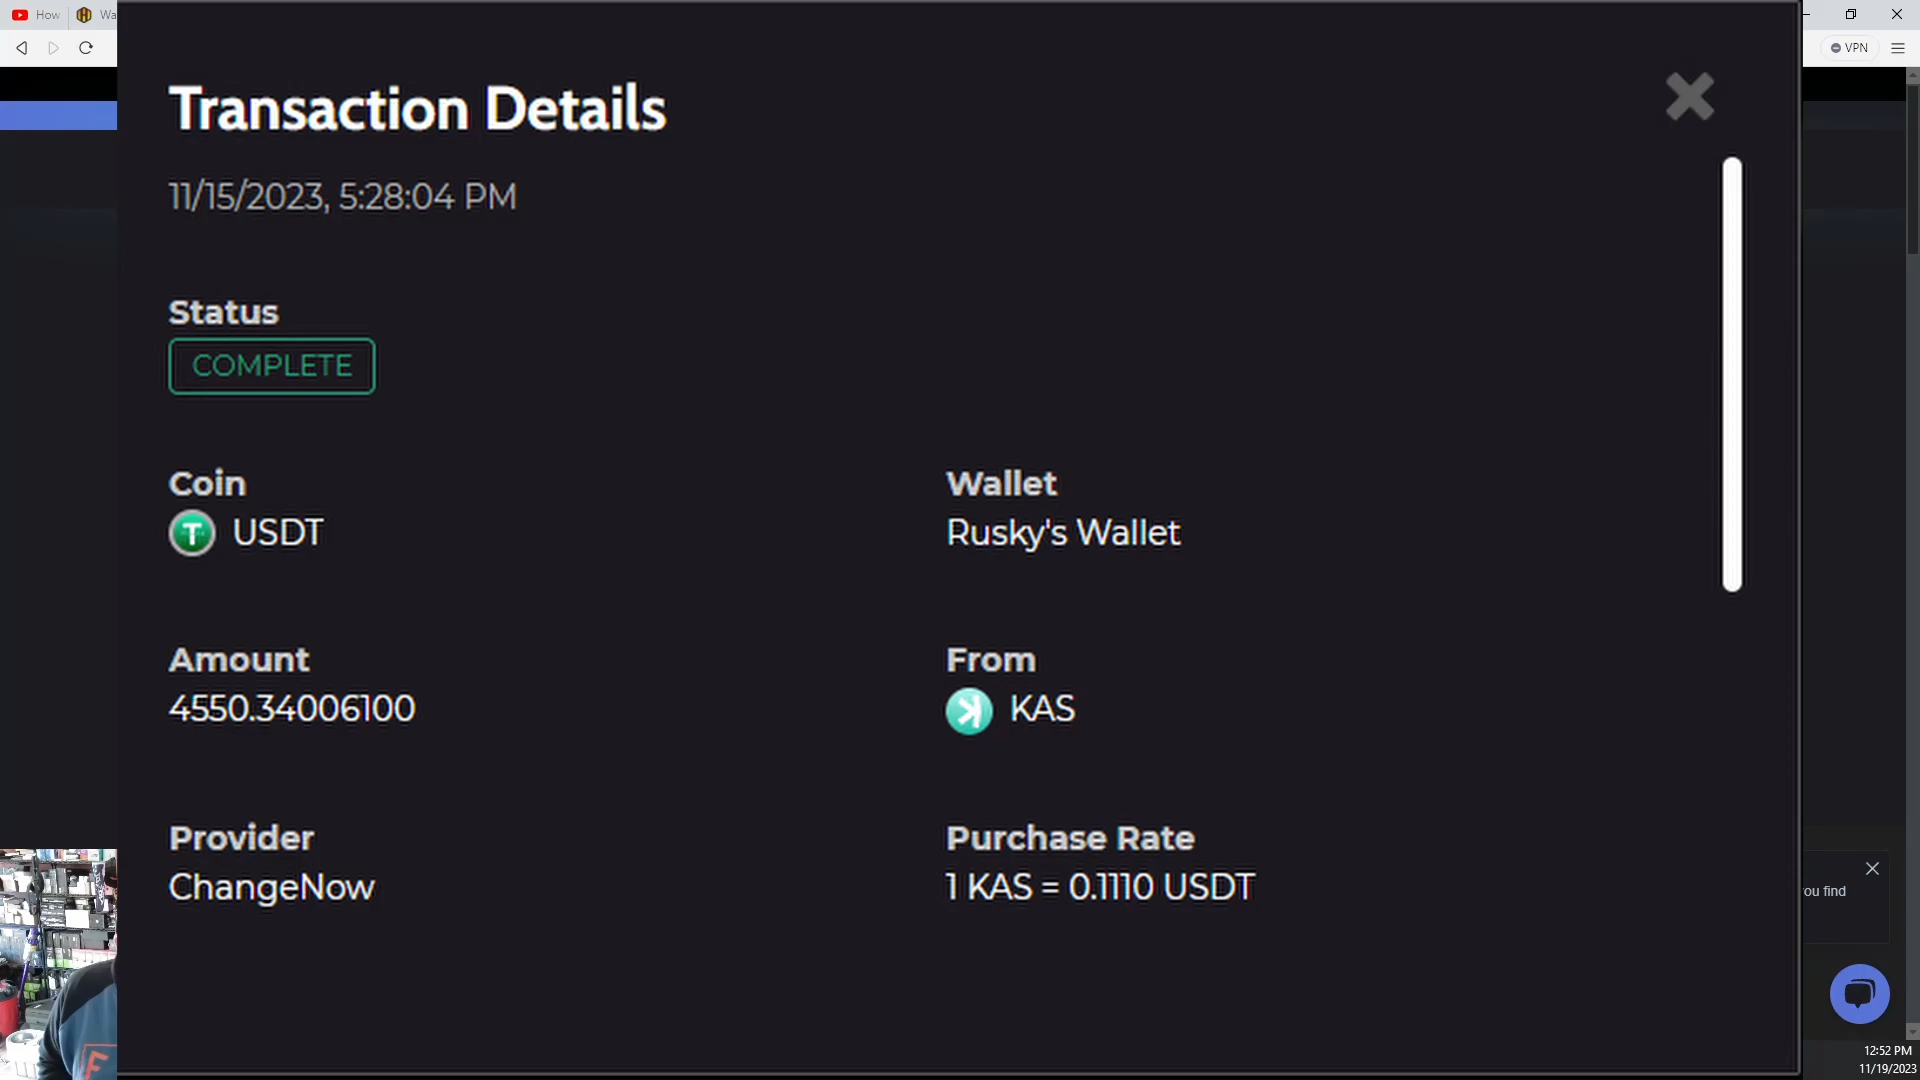 How
Wa
VPN
Transaction Details
11/15/2023, 5:28:04 PM
Status
COMPLETE
Coin
Wallet
USDT
Rusky's Wallet
Amount
From
4550.34006100
KAS
Provider
Purchase Rate
ChangeNow
1 KAS = 0.1110 USDT
ou find
F
12:52 PM
11/19/2023